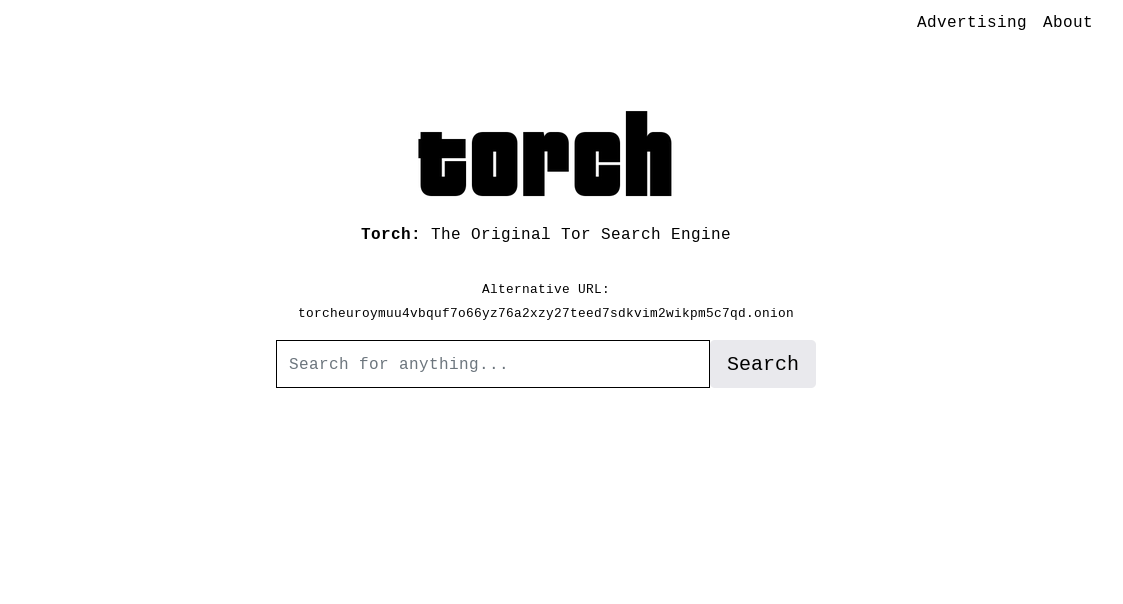 Advertising About
torch
Torch: The Original Tor Search Engine
Alternative URL:
torcheuroymuu4vbquf7o66yz76a2xzy27teed7sdkvim2wikpm5c7qd.onion
Search for anything... Search